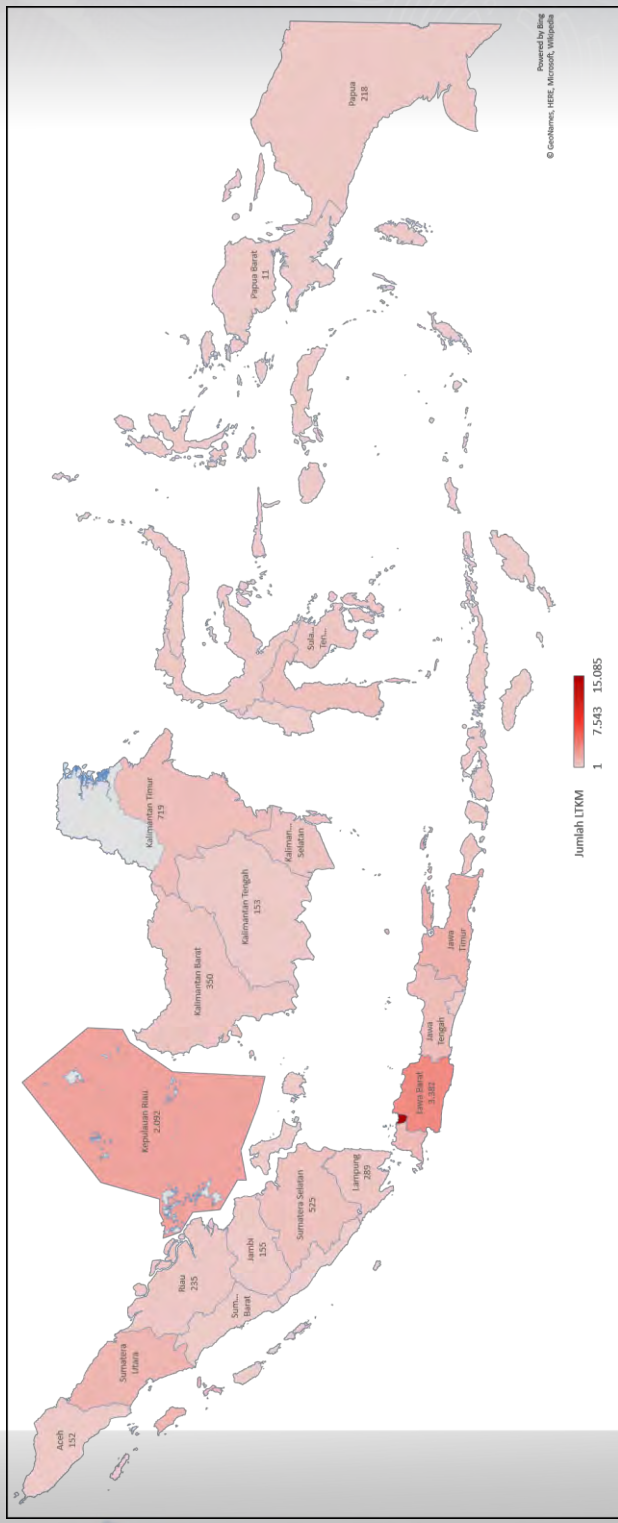 Aceh
152
Sumatera
Utara
Riau
235
Sum...
Barat
Jambi
155
Sumatera Selatan
525
Lampung
289
Kepulauan Riau
2.092
Jawa Barat
3.382
Jawa
Tengah
Jawa
Timur
Kalimantan Barat
350
Kalimantan Tengah
153
Kaliman...
Selatan
Kalimantan Timur
719
Sola...
Ten...
Papua Barat
11
Papua
218
Jumlah LTKM
1 7.543 15.085
Powered by Bing
© GeoNames, HERE, Microsoft, Wikipedia